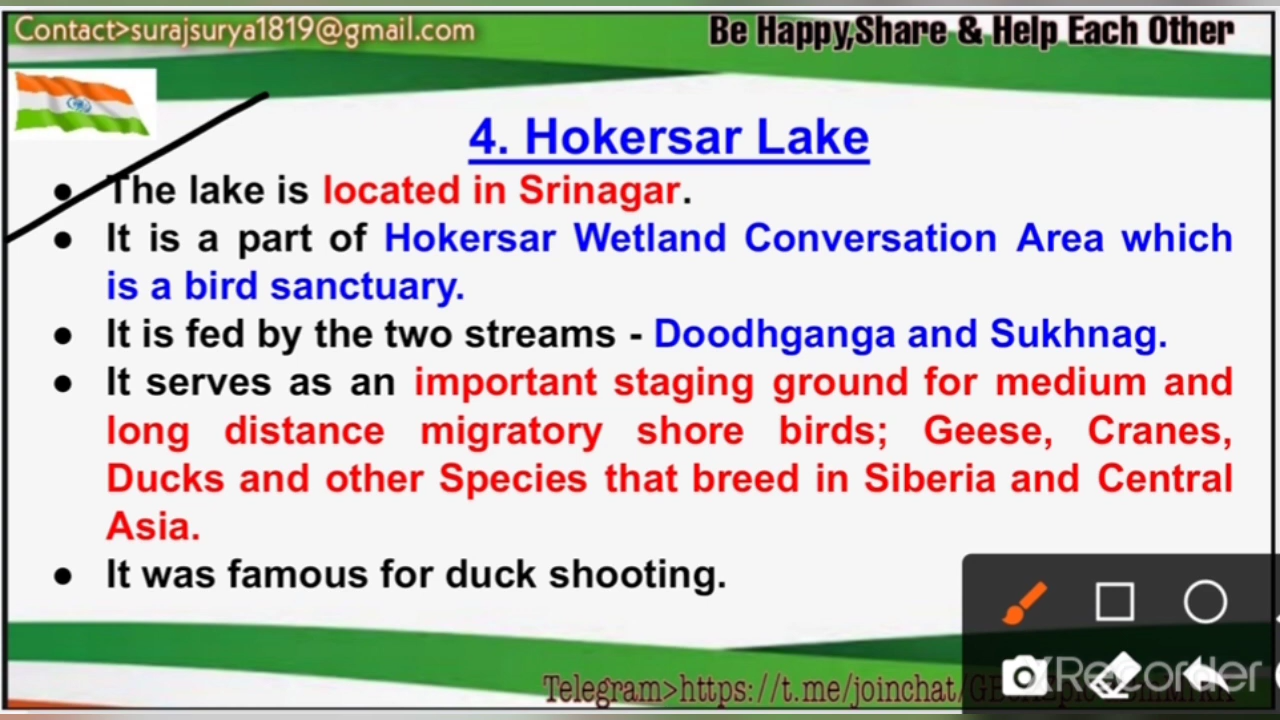 Contact>surajsurya1819@gmail.com
Be Happy,Share & Help Each Other
4. Hokersar Lake
● The lake is located in Srinagar.
● It is a part of Hokersar Wetland Conversation Area which
is a bird sanctuary.
● It is fed by the two streams - Doodhganga and Sukhnag.
● It serves as an important staging ground for medium and
long distance migratory shore birds; Geese, Cranes,
Ducks and other Species that breed in Siberia and Central
Asia.
● It was famous for duck shooting.
Telegram>https://t.me/joinchat/
XRecorder